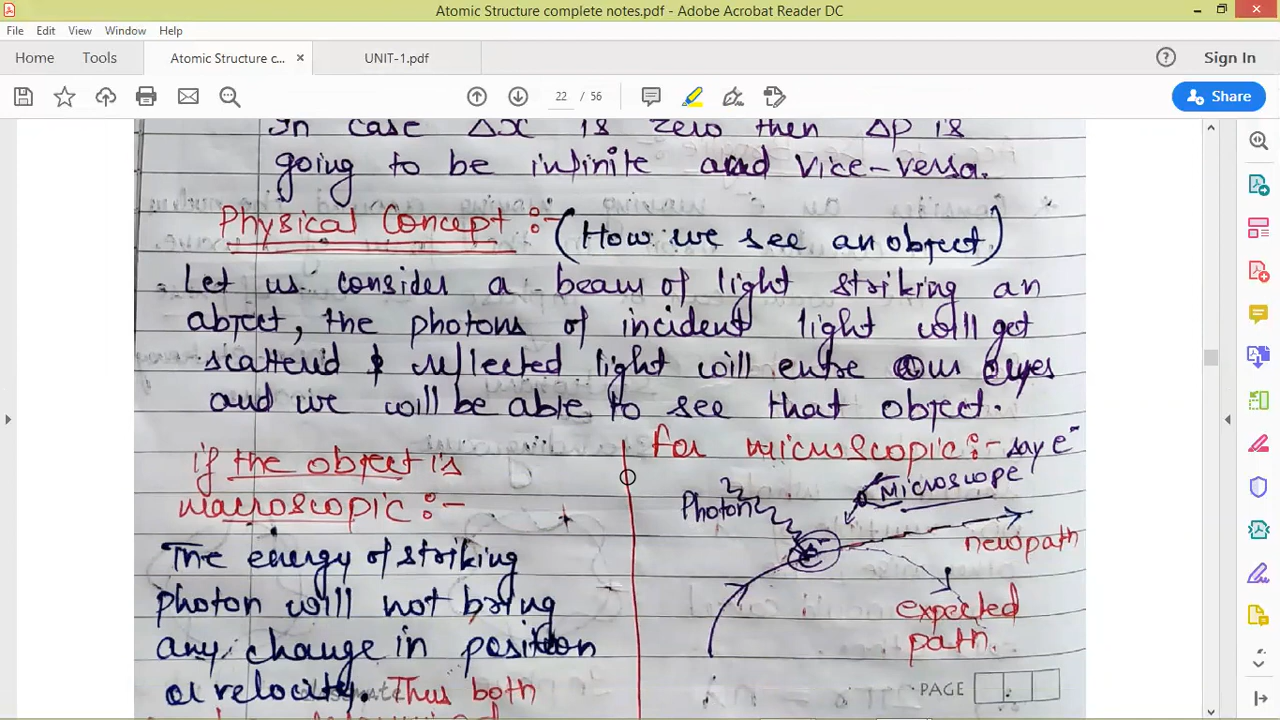 Atomic Structure complete notes.pdf - Adobe Acrobat Reader DC
File Edit View Window Help
Home Tools Atomic Structure c... × UNIT-1.pdf ? Sign In
22 / 56 Share
In case Δx is zero then Δp is
going to be infinite and vice-versa.
Physical Concept :- (How we see an object)
Let us consider a beam of light striking an
object, the photons of incident light will get
scattered & reflected light will entre our eyes
and we will be able to see that object.
if the object is
macroscopic :-
The energy of striking
photon will not bring
any change in position
or velocity. Thus both
for microscopic :- say e⁻
Microscope
Photon
e⁻
new path
expected
path.
PAGE